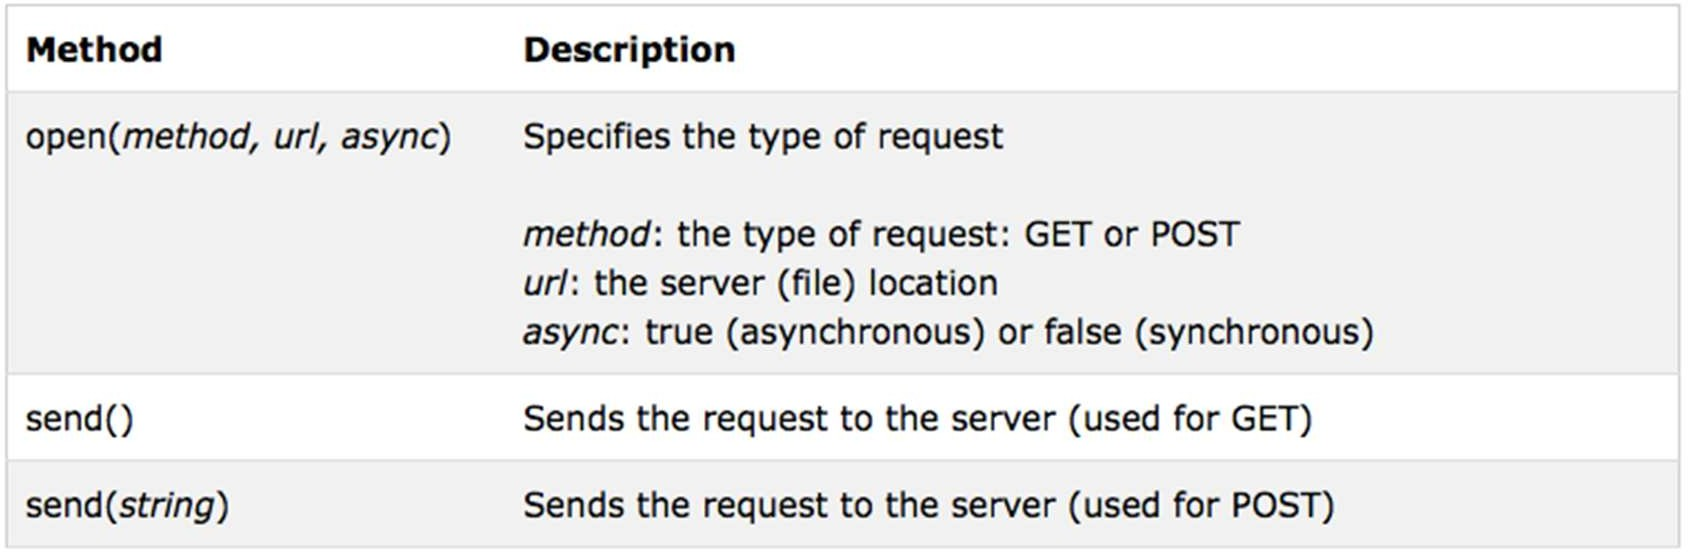 Method Description
open(method, url, async) Specifies the type of request
method: the type of request: GET or POST
url: the server (file) location
async: true (asynchronous) or false (synchronous)
send() Sends the request to the server (used for GET)
send(string) Sends the request to the server (used for POST)